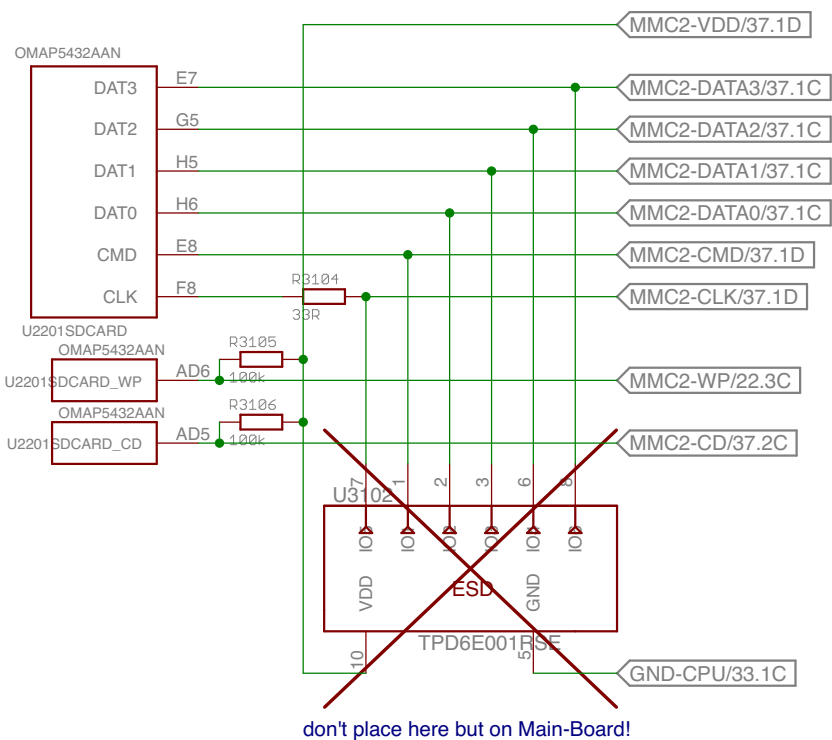 MMC2-VDD/37.1D
OMAP5432AAN
DAT3 E7 MMC2-DATA3/37.1C
DAT2 G5 MMC2-DATA2/37.1C
DAT1 H5 MMC2-DATA1/37.1C
DAT0 H6 MMC2-DATA0/37.1C
CMD E8 MMC2-CMD/37.1D
CLK F8 R3104 33R MMC2-CLK/37.1D
U2201SDCARD
OMAP5432AAN
R3105
U2201SDCARD_WP AD6 100k MMC2-WP/22.3C
OMAP5432AAN
R3106
U2201SDCARD_CD AD5 100k MMC2-CD/37.2C
7 1 2 3 6 8
U3102
VDD ESD GND
TPD6E001RSE
10 5 GND-CPU/33.1C
don't place here but on Main-Board!